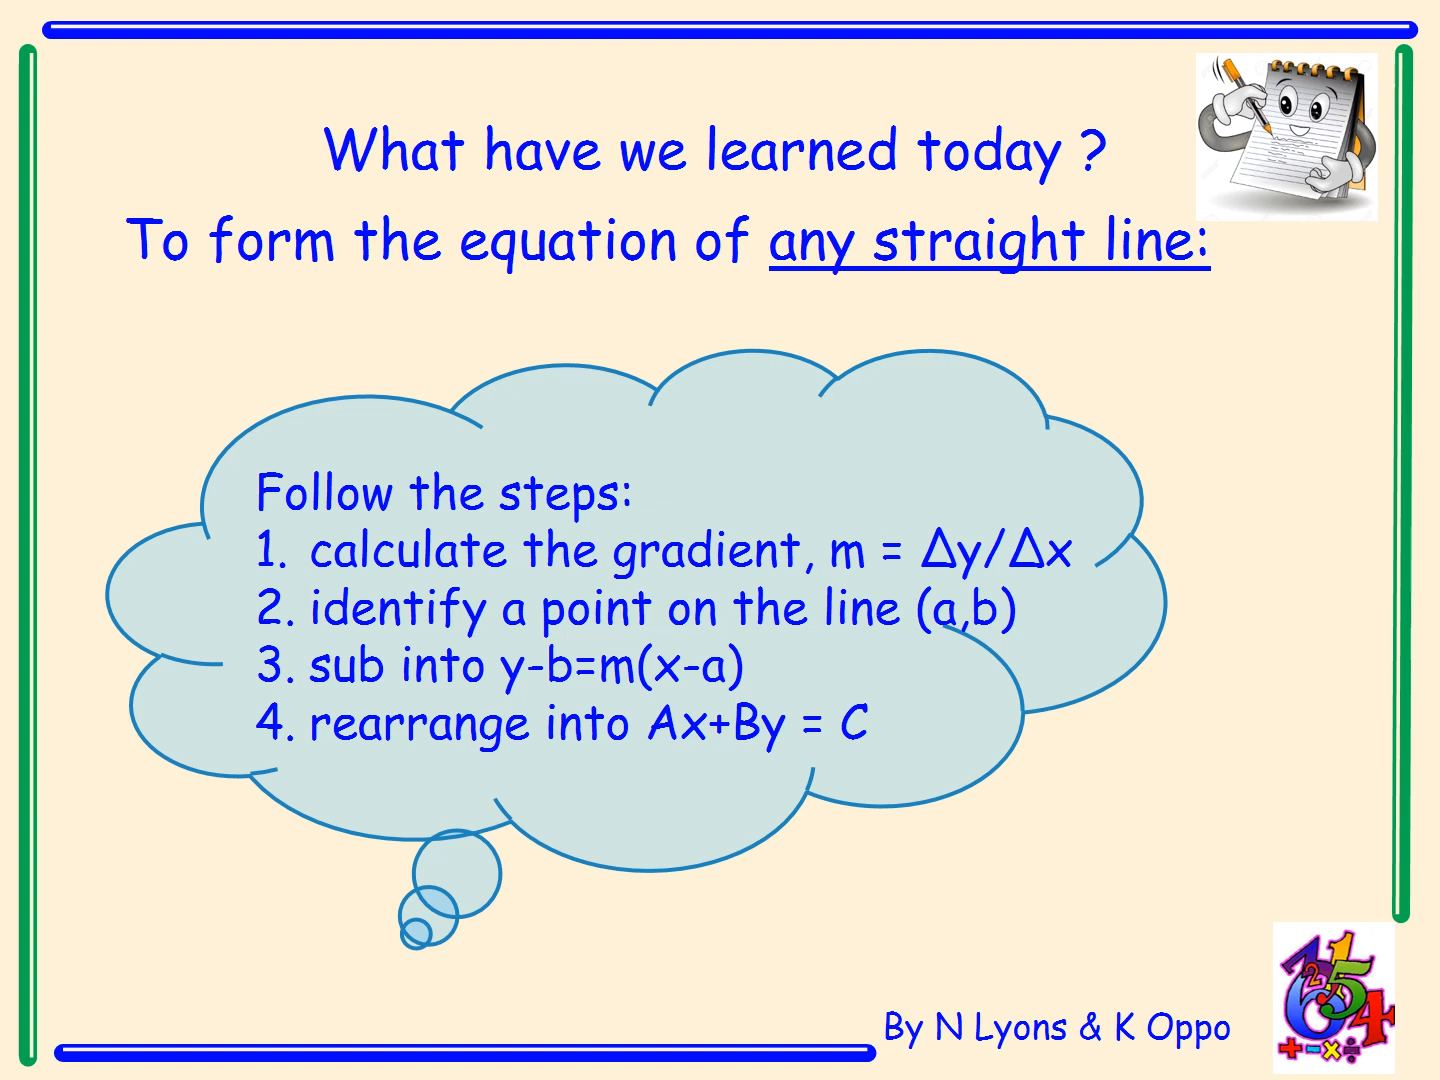 What have we learned today ?
To form the equation of any straight line:
Follow the steps:
1. calculate the gradient, m = Δy/Δx
2. identify a point on the line (a,b)
3. sub into y-b=m(x-a)
4. rearrange into Ax+By = C
By N Lyons & K Oppo